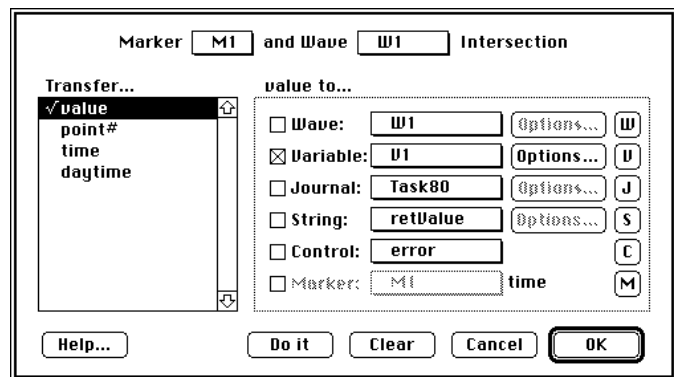 Marker M1 and Wave W1 Intersection
Transfer... value to...
√value
point#
time
daytime
Wave: W1 Options... W
Variable: V1 Options... V
Journal: Task80 Options... J
String: retValue Options... S
Control: error C
Marker: M1 time M
Help... Do it Clear Cancel OK